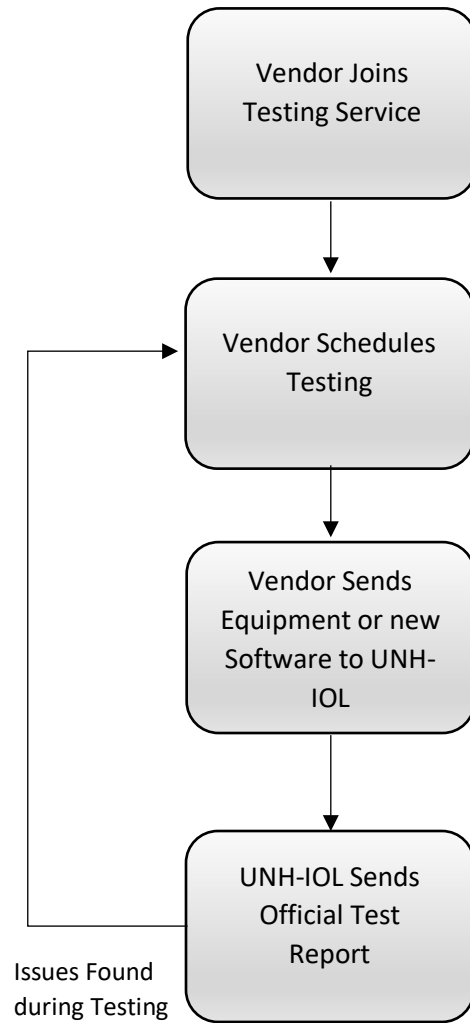 Vendor Joins
Testing Service
Vendor Schedules
Testing
Vendor Sends
Equipment or new
Software to UNH-
IOL
UNH-IOL Sends
Official Test
Report
Issues Found
during Testing